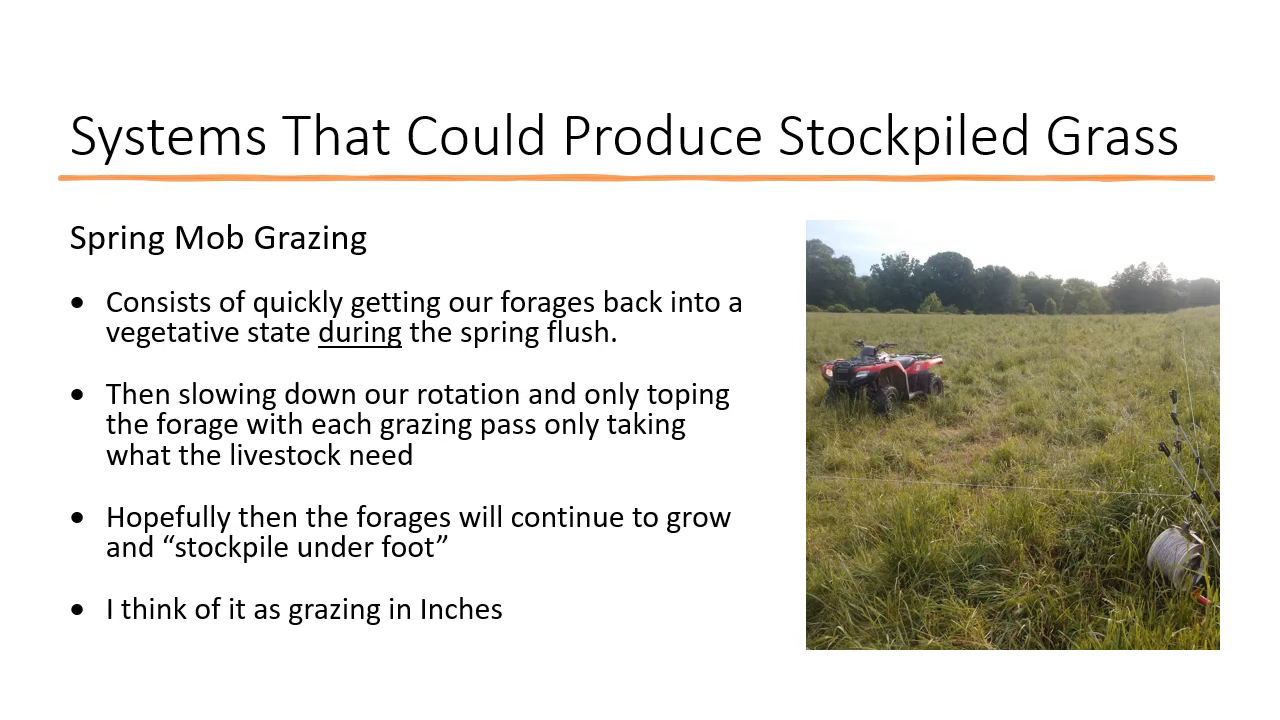 Systems That Could Produce Stockpiled Grass
Spring Mob Grazing
• Consists of quickly getting our forages back into a
vegetative state during the spring flush.
• Then slowing down our rotation and only toping
the forage with each grazing pass only taking
what the livestock need
• Hopefully then the forages will continue to grow
and “stockpile under foot”
• I think of it as grazing in Inches